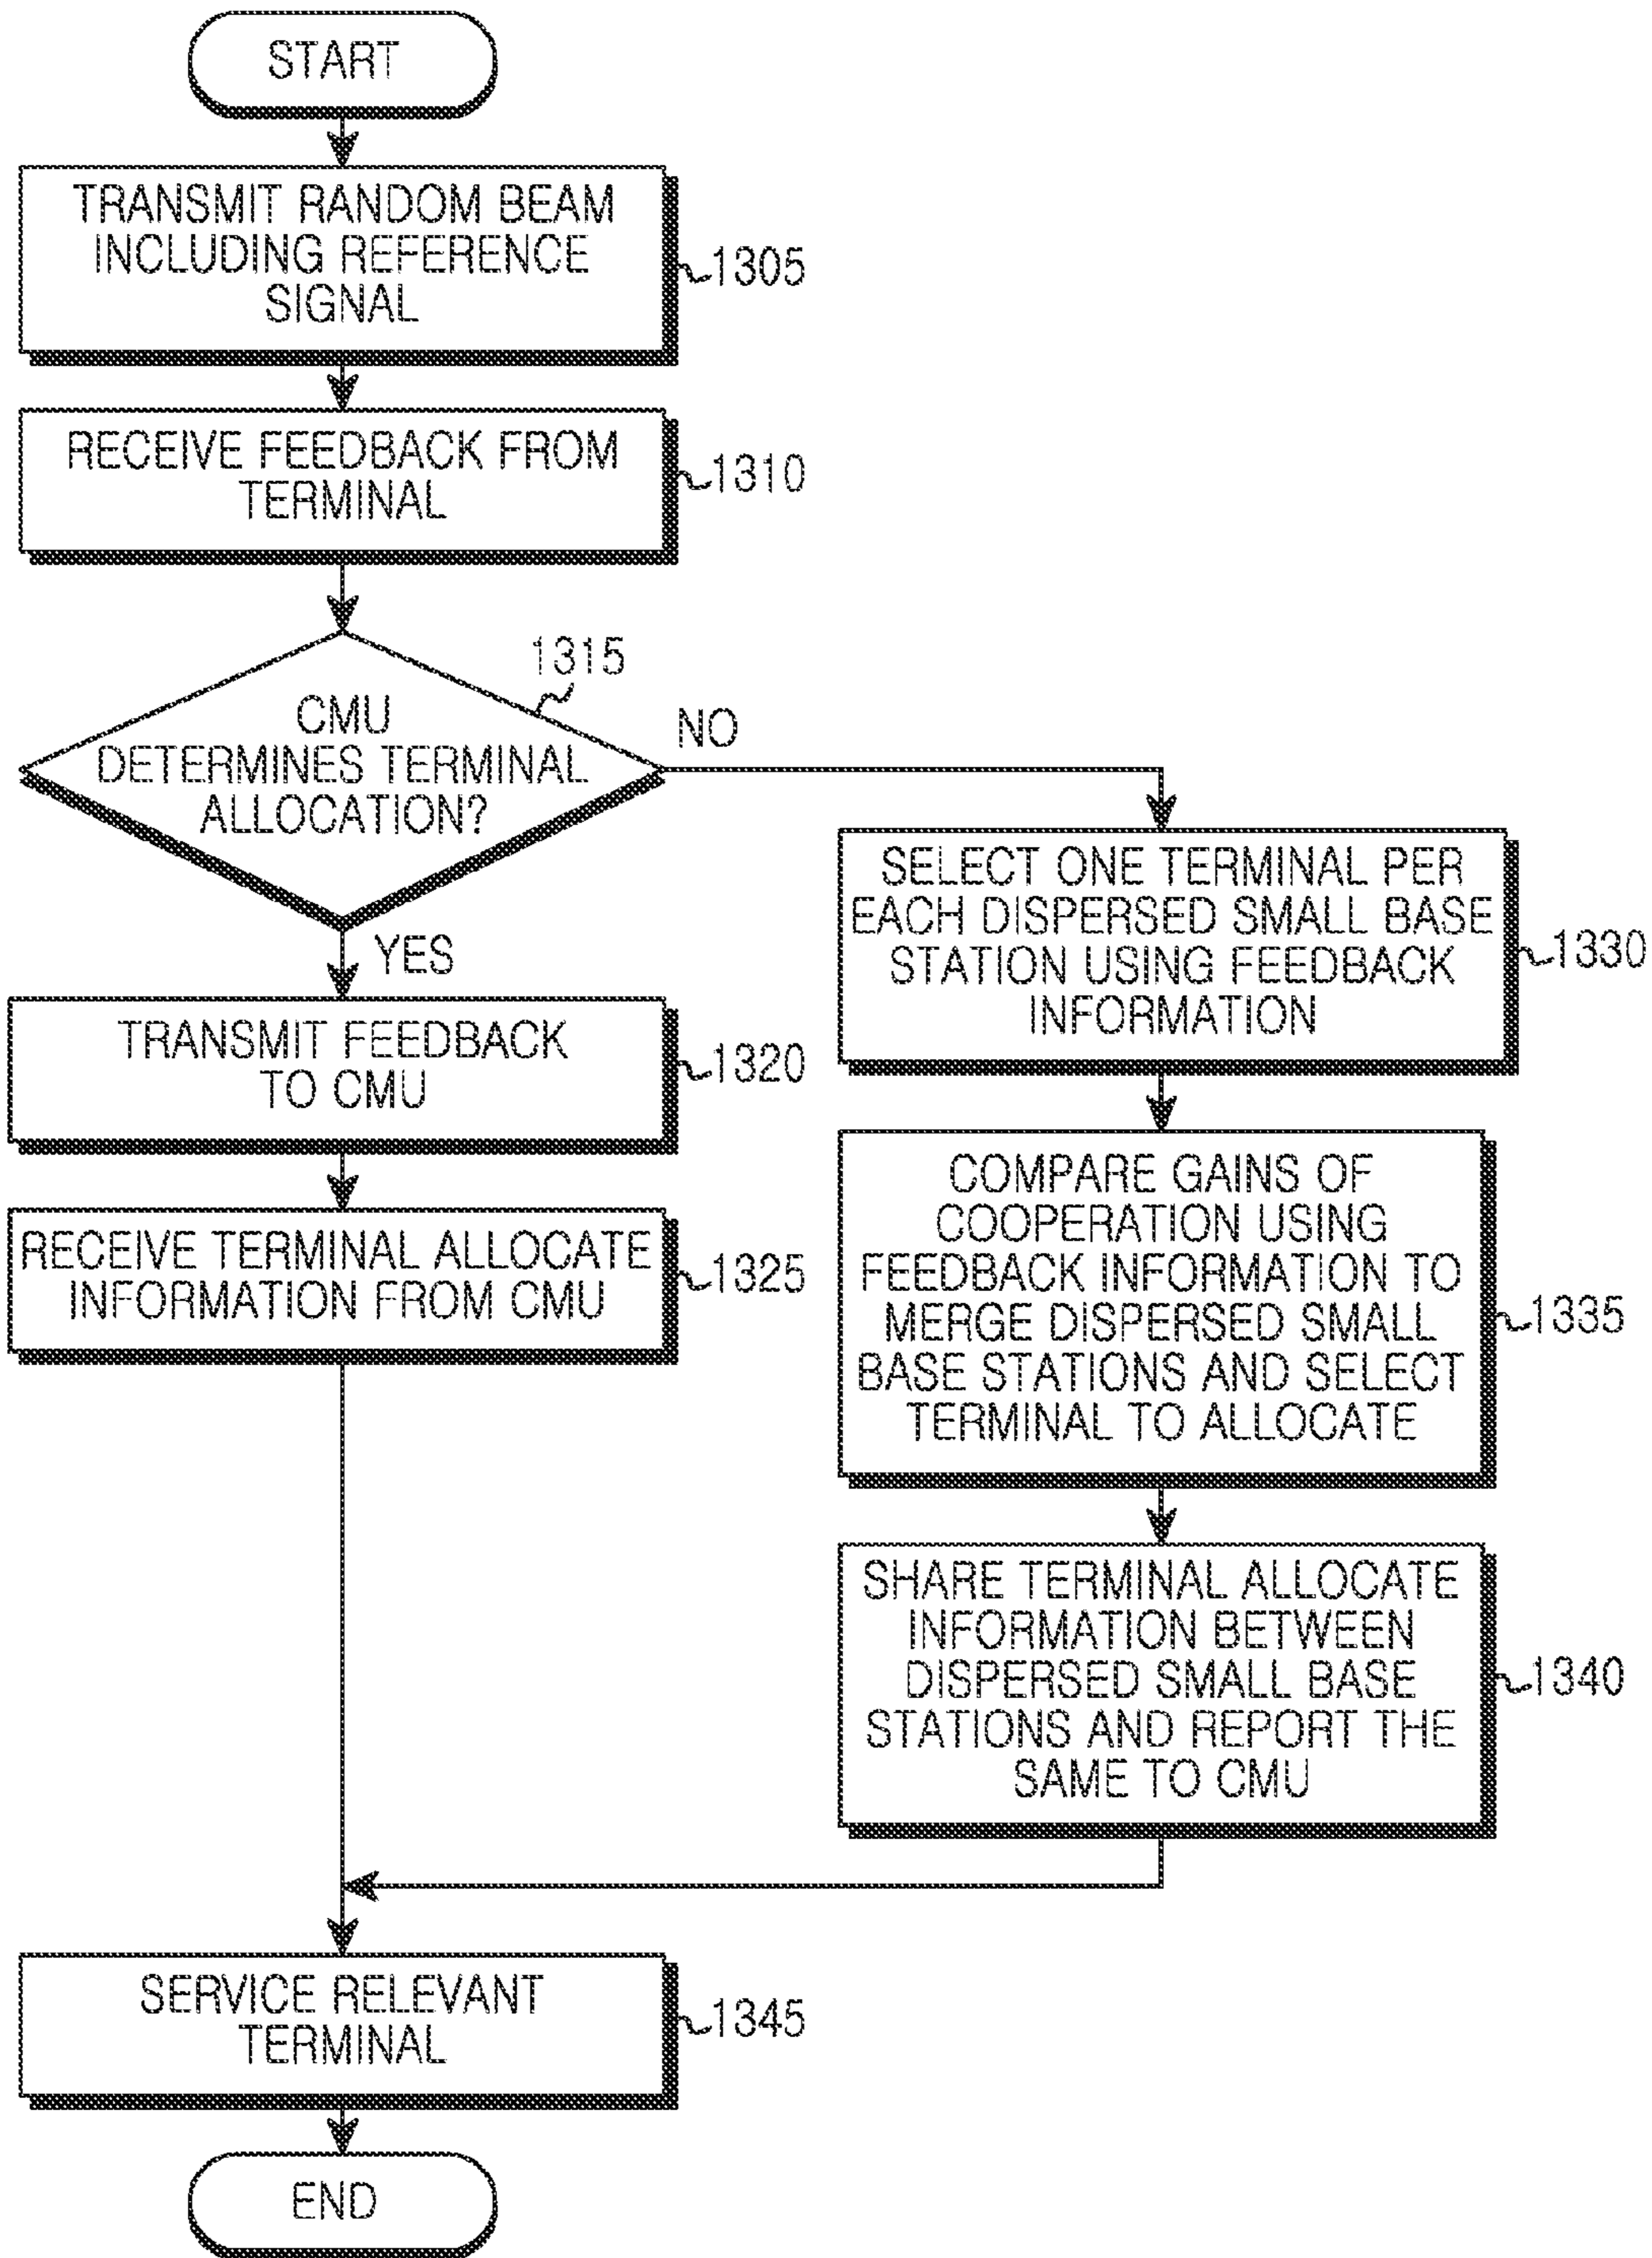 START
TRANSMIT RANDOM BEAM
INCLUDING REFERENCE
SIGNAL
1305
RECEIVE FEEDBACK FROM
TERMINAL
1310
1315
CMU
DETERMINES TERMINAL
ALLOCATION?
NO
YES
TRANSMIT FEEDBACK
TO CMU
1320
RECEIVE TERMINAL ALLOCATE
INFORMATION FROM CMU
1325
SELECT ONE TERMINAL PER
EACH DISPERSED SMALL BASE
STATION USING FEEDBACK
INFORMATION
1330
COMPARE GAINS OF
COOPERATION USING
FEEDBACK INFORMATION TO
MERGE DISPERSED SMALL
BASE STATIONS AND SELECT
TERMINAL TO ALLOCATE
1335
SHARE TERMINAL ALLOCATE
INFORMATION BETWEEN
DISPERSED SMALL BASE
STATIONS AND REPORT THE
SAME TO CMU
1340
SERVICE RELEVANT
TERMINAL
1345
END